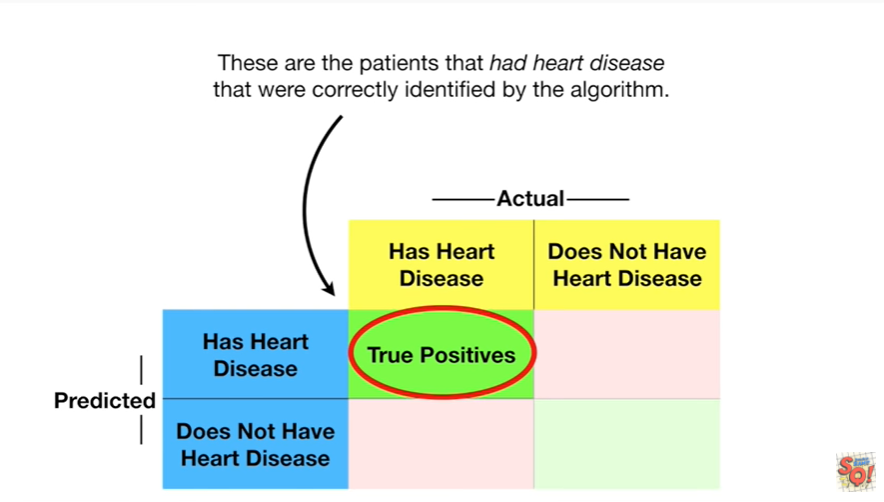 These are the patients that had heart disease
that were correctly identified by the algorithm.
Actual
Has Heart
Disease
Does Not Have
Heart Disease
Has Heart
Disease
True Positives
Predicted
Does Not Have
Heart Disease
SQ!